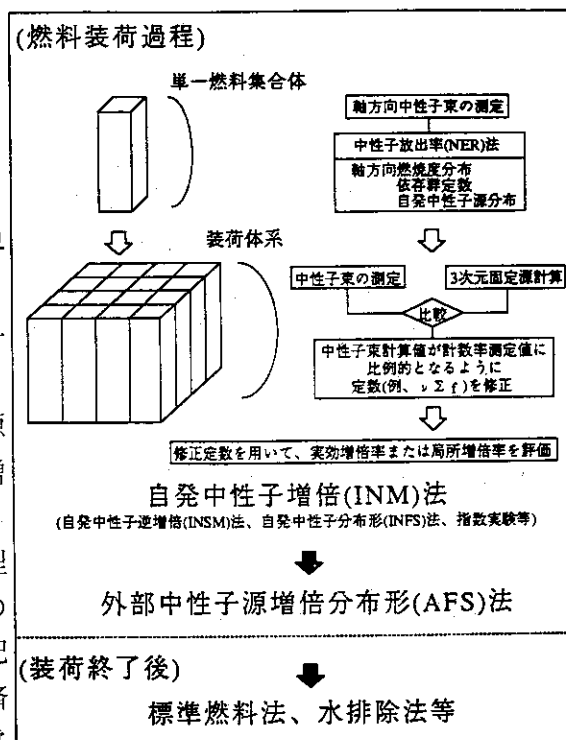 (燃料装荷過程)
単一燃料集合体
軸方向中性子束の測定
中性子放出率(NER)法
軸方向燃焼度分布
依存群定数
自発中性子源分布
装荷体系
中性子束の測定
3次元固定源計算
比較
中性子束計算値が計数率測定値に
比例的となるように
定数(例、νΣf)を修正
修正定数を用いて、実効増倍率または局所増倍率を評価
自発中性子増倍(INM)法
(自発中性子逆増倍(INSM)法、自発中性子分布形(INFS)法、指数実験等)
外部中性子源増倍分布形(AFS)法
(装荷終了後)
標準燃料法、水排除法等